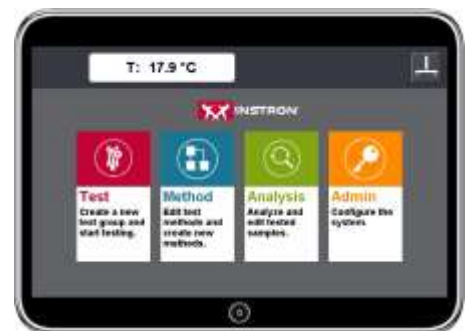 T: 17.9 °C
INSTRON
Test
Create a new
test group and
start testing.
Method
Edit test
methods and
create new
methods.
Analysis
Analyze and
edit tested
samples.
Admin
Configure the
system.